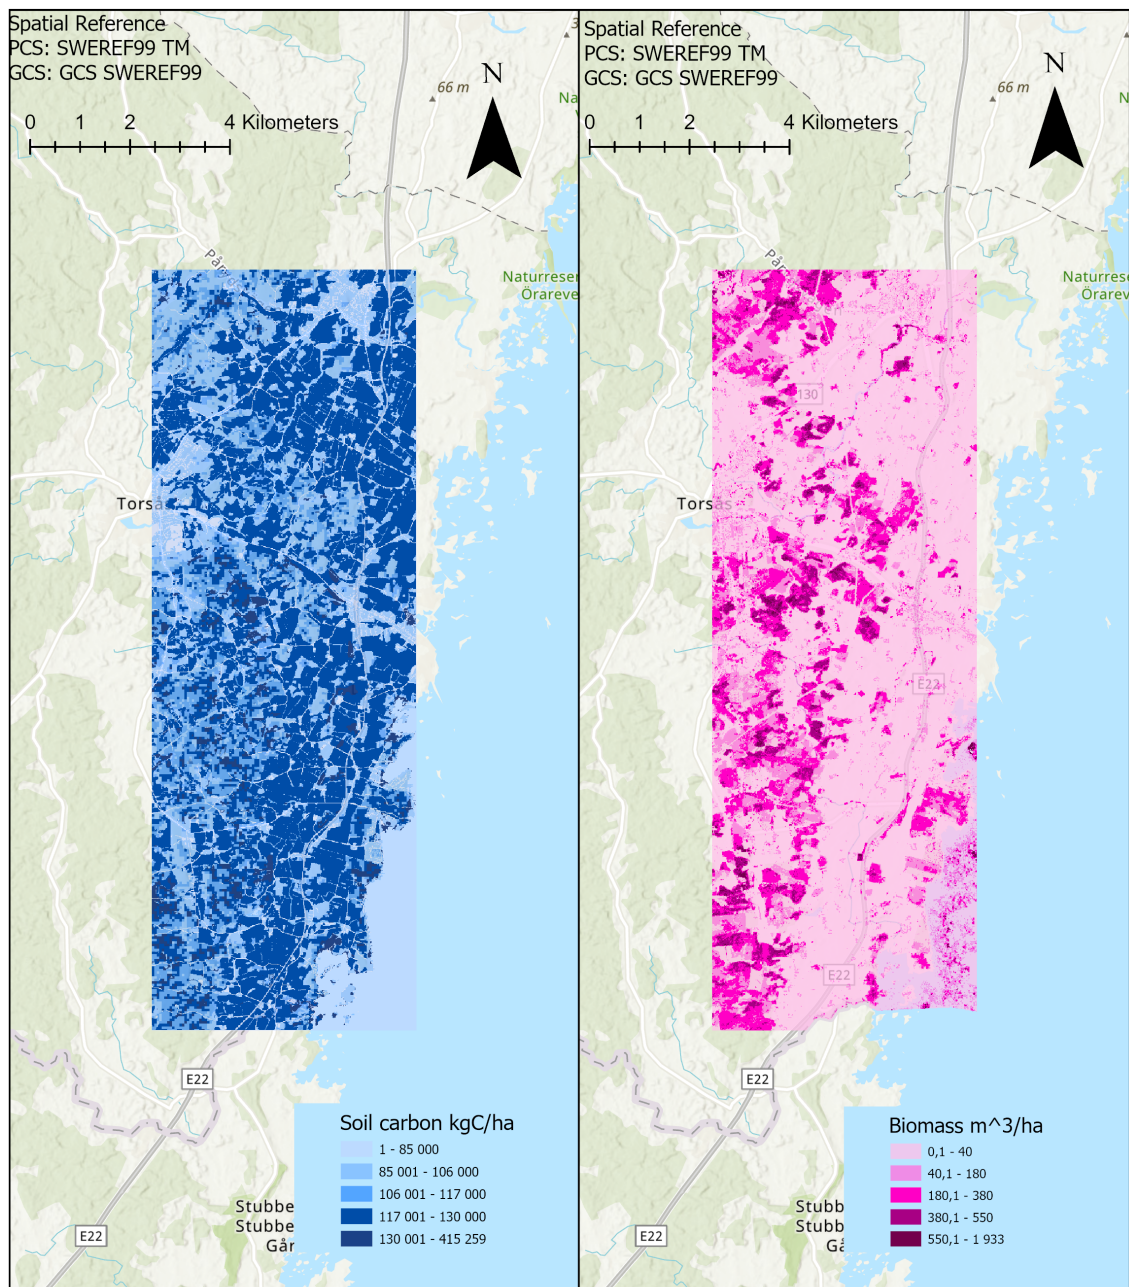 Spatial Reference
PCS: SWEREF99 TM
GCS: GCS SWEREF99
N
0 1 2 4 Kilometers
66 m
Na
Naturreser
Örareve
Torsås
E22
E22
Stubbe
Stubbe
Går
Soil carbon kgC/ha
1 - 85 000
85 001 - 106 000
106 001 - 117 000
117 001 - 130 000
130 001 - 415 259
Spatial Reference
PCS: SWEREF99 TM
GCS: GCS SWEREF99
N
0 1 2 4 Kilometers
66 m
N
Naturrese
Örarev
130
Torsås
E22
E22
E22
E22
Stubb
Stubb
Gå
Biomass m^3/ha
0,1 - 40
40,1 - 180
180,1 - 380
380,1 - 550
550,1 - 1 933